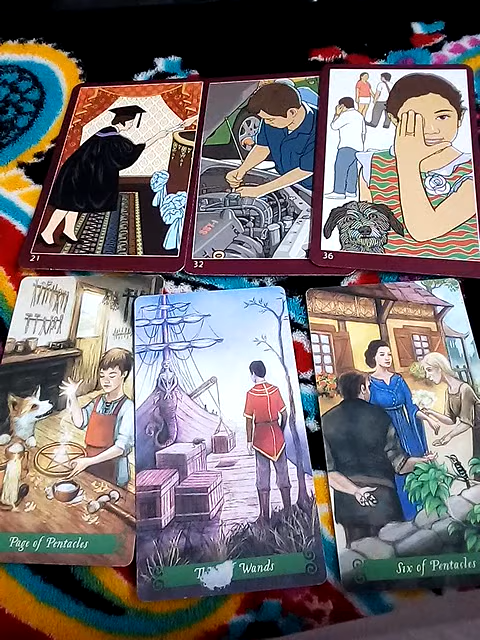 21
32
36
Page of Pentacles
Wands
Six of Pentacles